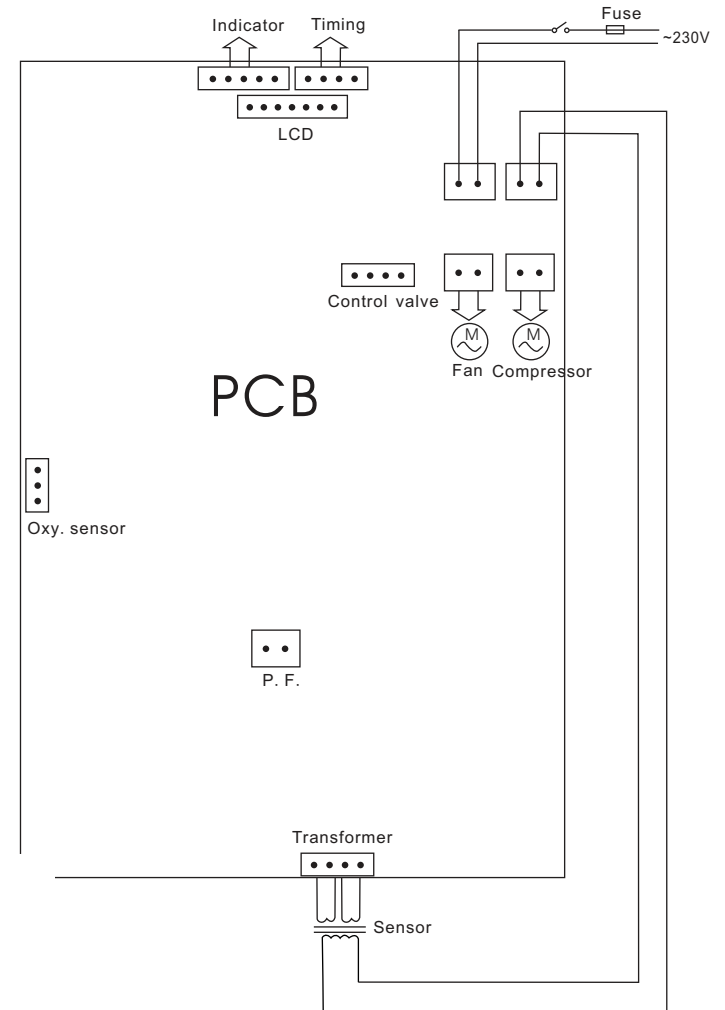 Indicator
Timing
Fuse
~230V
LCD
Control valve
M
M
Fan
Compressor
PCB
Oxy. sensor
P. F.
Transformer
Sensor